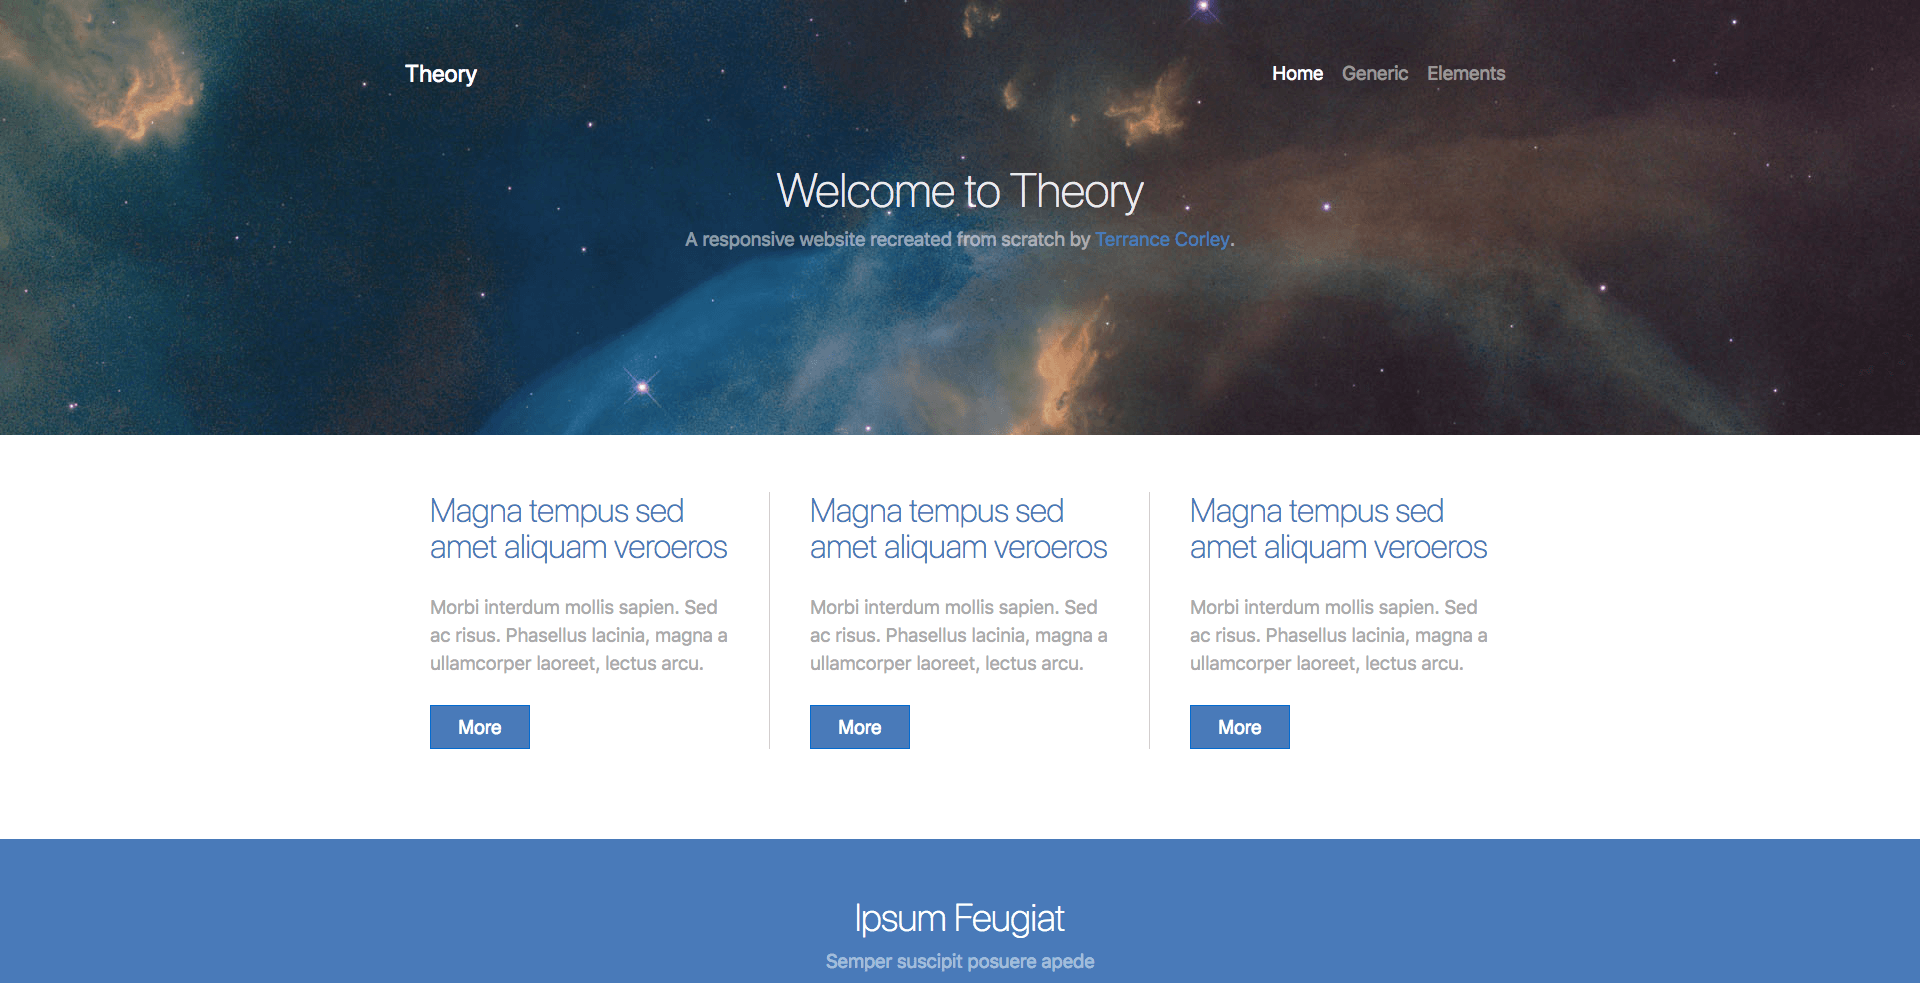 Theory
Home Generic Elements
Welcome to Theory
A responsive website recreated from scratch by Terrance Corley.
Magna tempus sed
amet aliquam veroeros
Morbi interdum mollis sapien. Sed
ac risus. Phasellus lacinia, magna a
ullamcorper laoreet, lectus arcu.
More
Magna tempus sed
amet aliquam veroeros
Morbi interdum mollis sapien. Sed
ac risus. Phasellus lacinia, magna a
ullamcorper laoreet, lectus arcu.
More
Magna tempus sed
amet aliquam veroeros
Morbi interdum mollis sapien. Sed
ac risus. Phasellus lacinia, magna a
ullamcorper laoreet, lectus arcu.
More
Ipsum Feugiat
Semper suscipit posuere apede